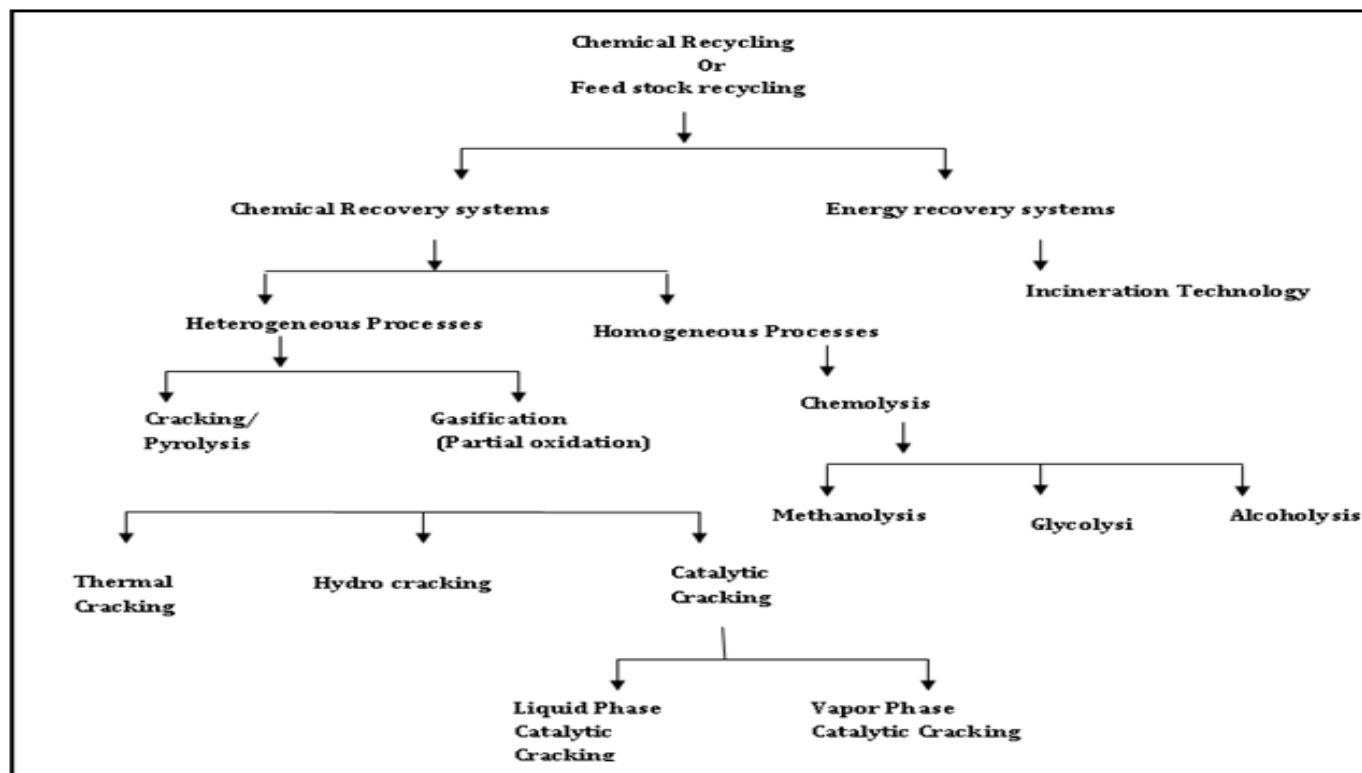 Chemical Recycling
Or
Feed stock recycling
Chemical Recovery systems
Energy recovery systems
Incineration Technology
Heterogeneous Processes
Homogeneous Processes
Chemolysis
Cracking/
Pyrolysis
Gasification
(Partial oxidation)
Methanolysis
Glycolysi
Alcoholysis
Thermal
Cracking
Hydro cracking
Catalytic
Cracking
Liquid Phase
Catalytic
Cracking
Vapor Phase
Catalytic Cracking